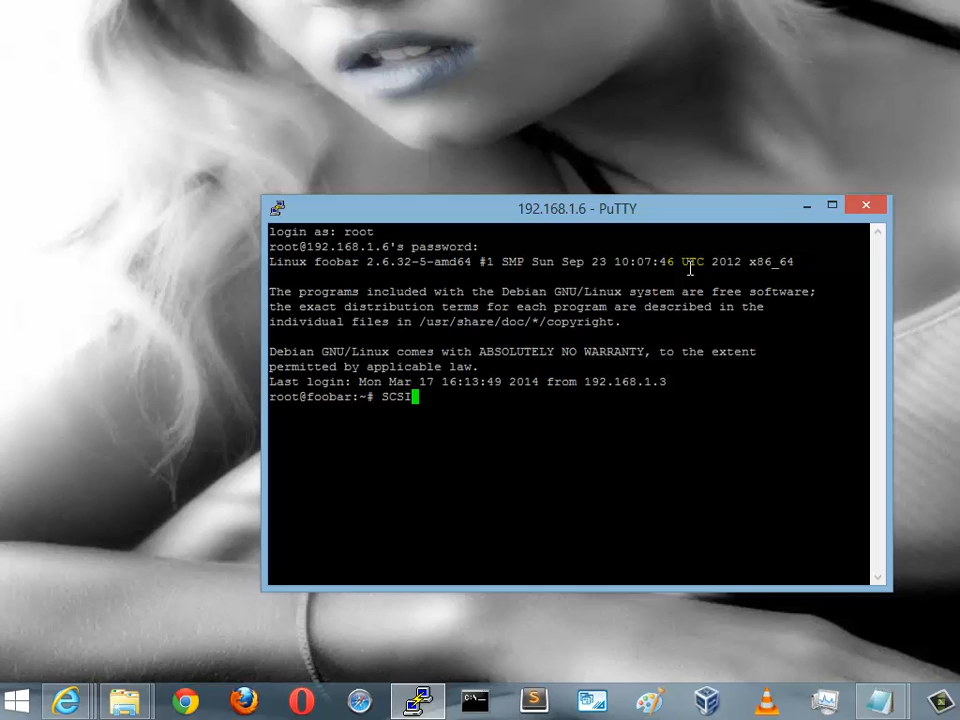 192.168.1.6 - PuTTY
login as: root
root@192.168.1.6's password:
Linux foobar 2.6.32-5-amd64 #1 SMP Sun Sep 23 10:07:46 UTC 2012 x86_64
The programs included with the Debian GNU/Linux system are free software;
the exact distribution terms for each program are described in the
individual files in /usr/share/doc/*/copyright.
Debian GNU/Linux comes with ABSOLUTELY NO WARRANTY, to the extent
permitted by applicable law.
Last login: Mon Mar 17 16:13:49 2014 from 192.168.1.3
root@foobar:~# SCSI